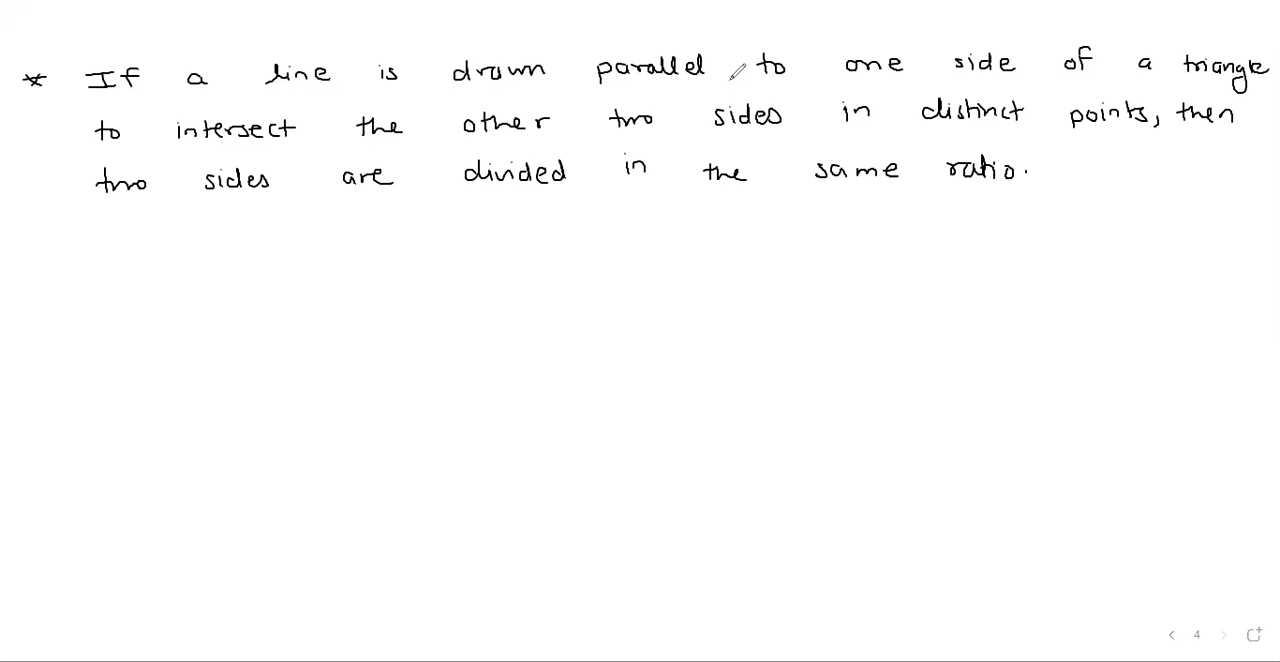 * If a line is drawn parallel to one side of a triangle
to intersect the other two sides in distinct points, then
two sides are divided in the same ratio.
< 4 >